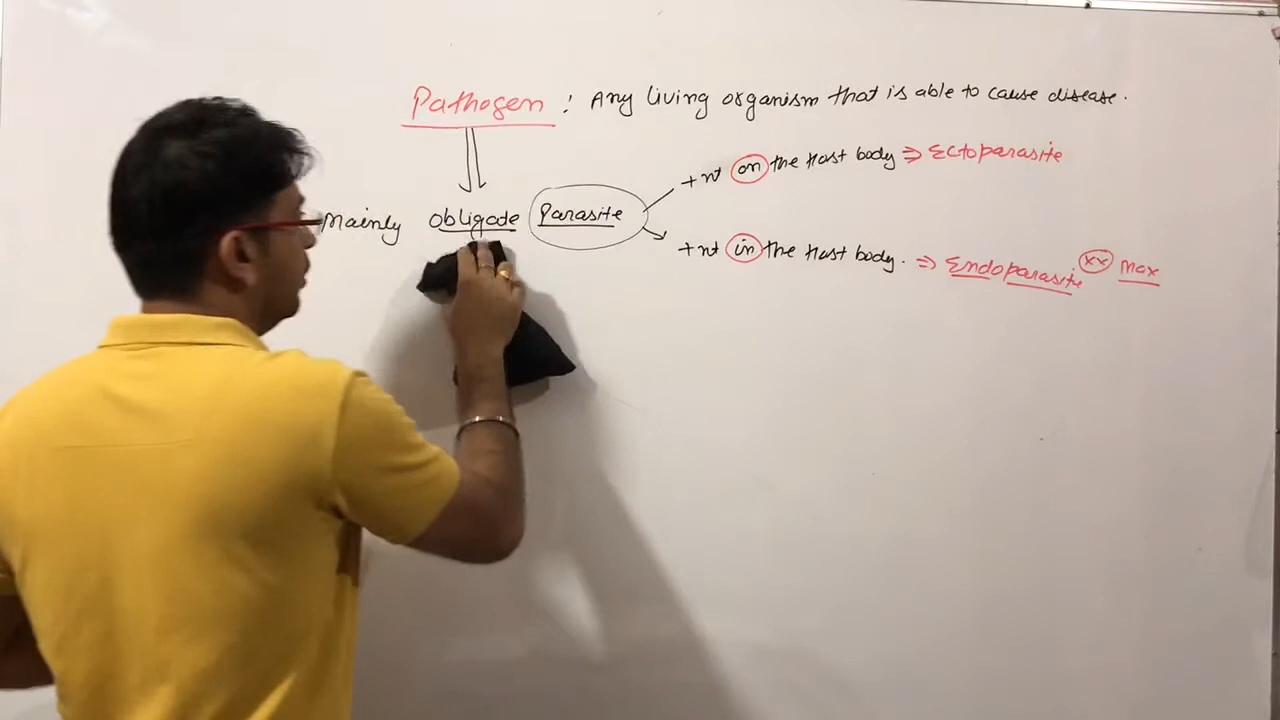 Pathogen : Any living organism that is able to cause disease.
+nt on the host body ⇒ Ectoparasite
Mainly obligate Parasite
+nt in the host body. ⇒ Endoparasite xx max